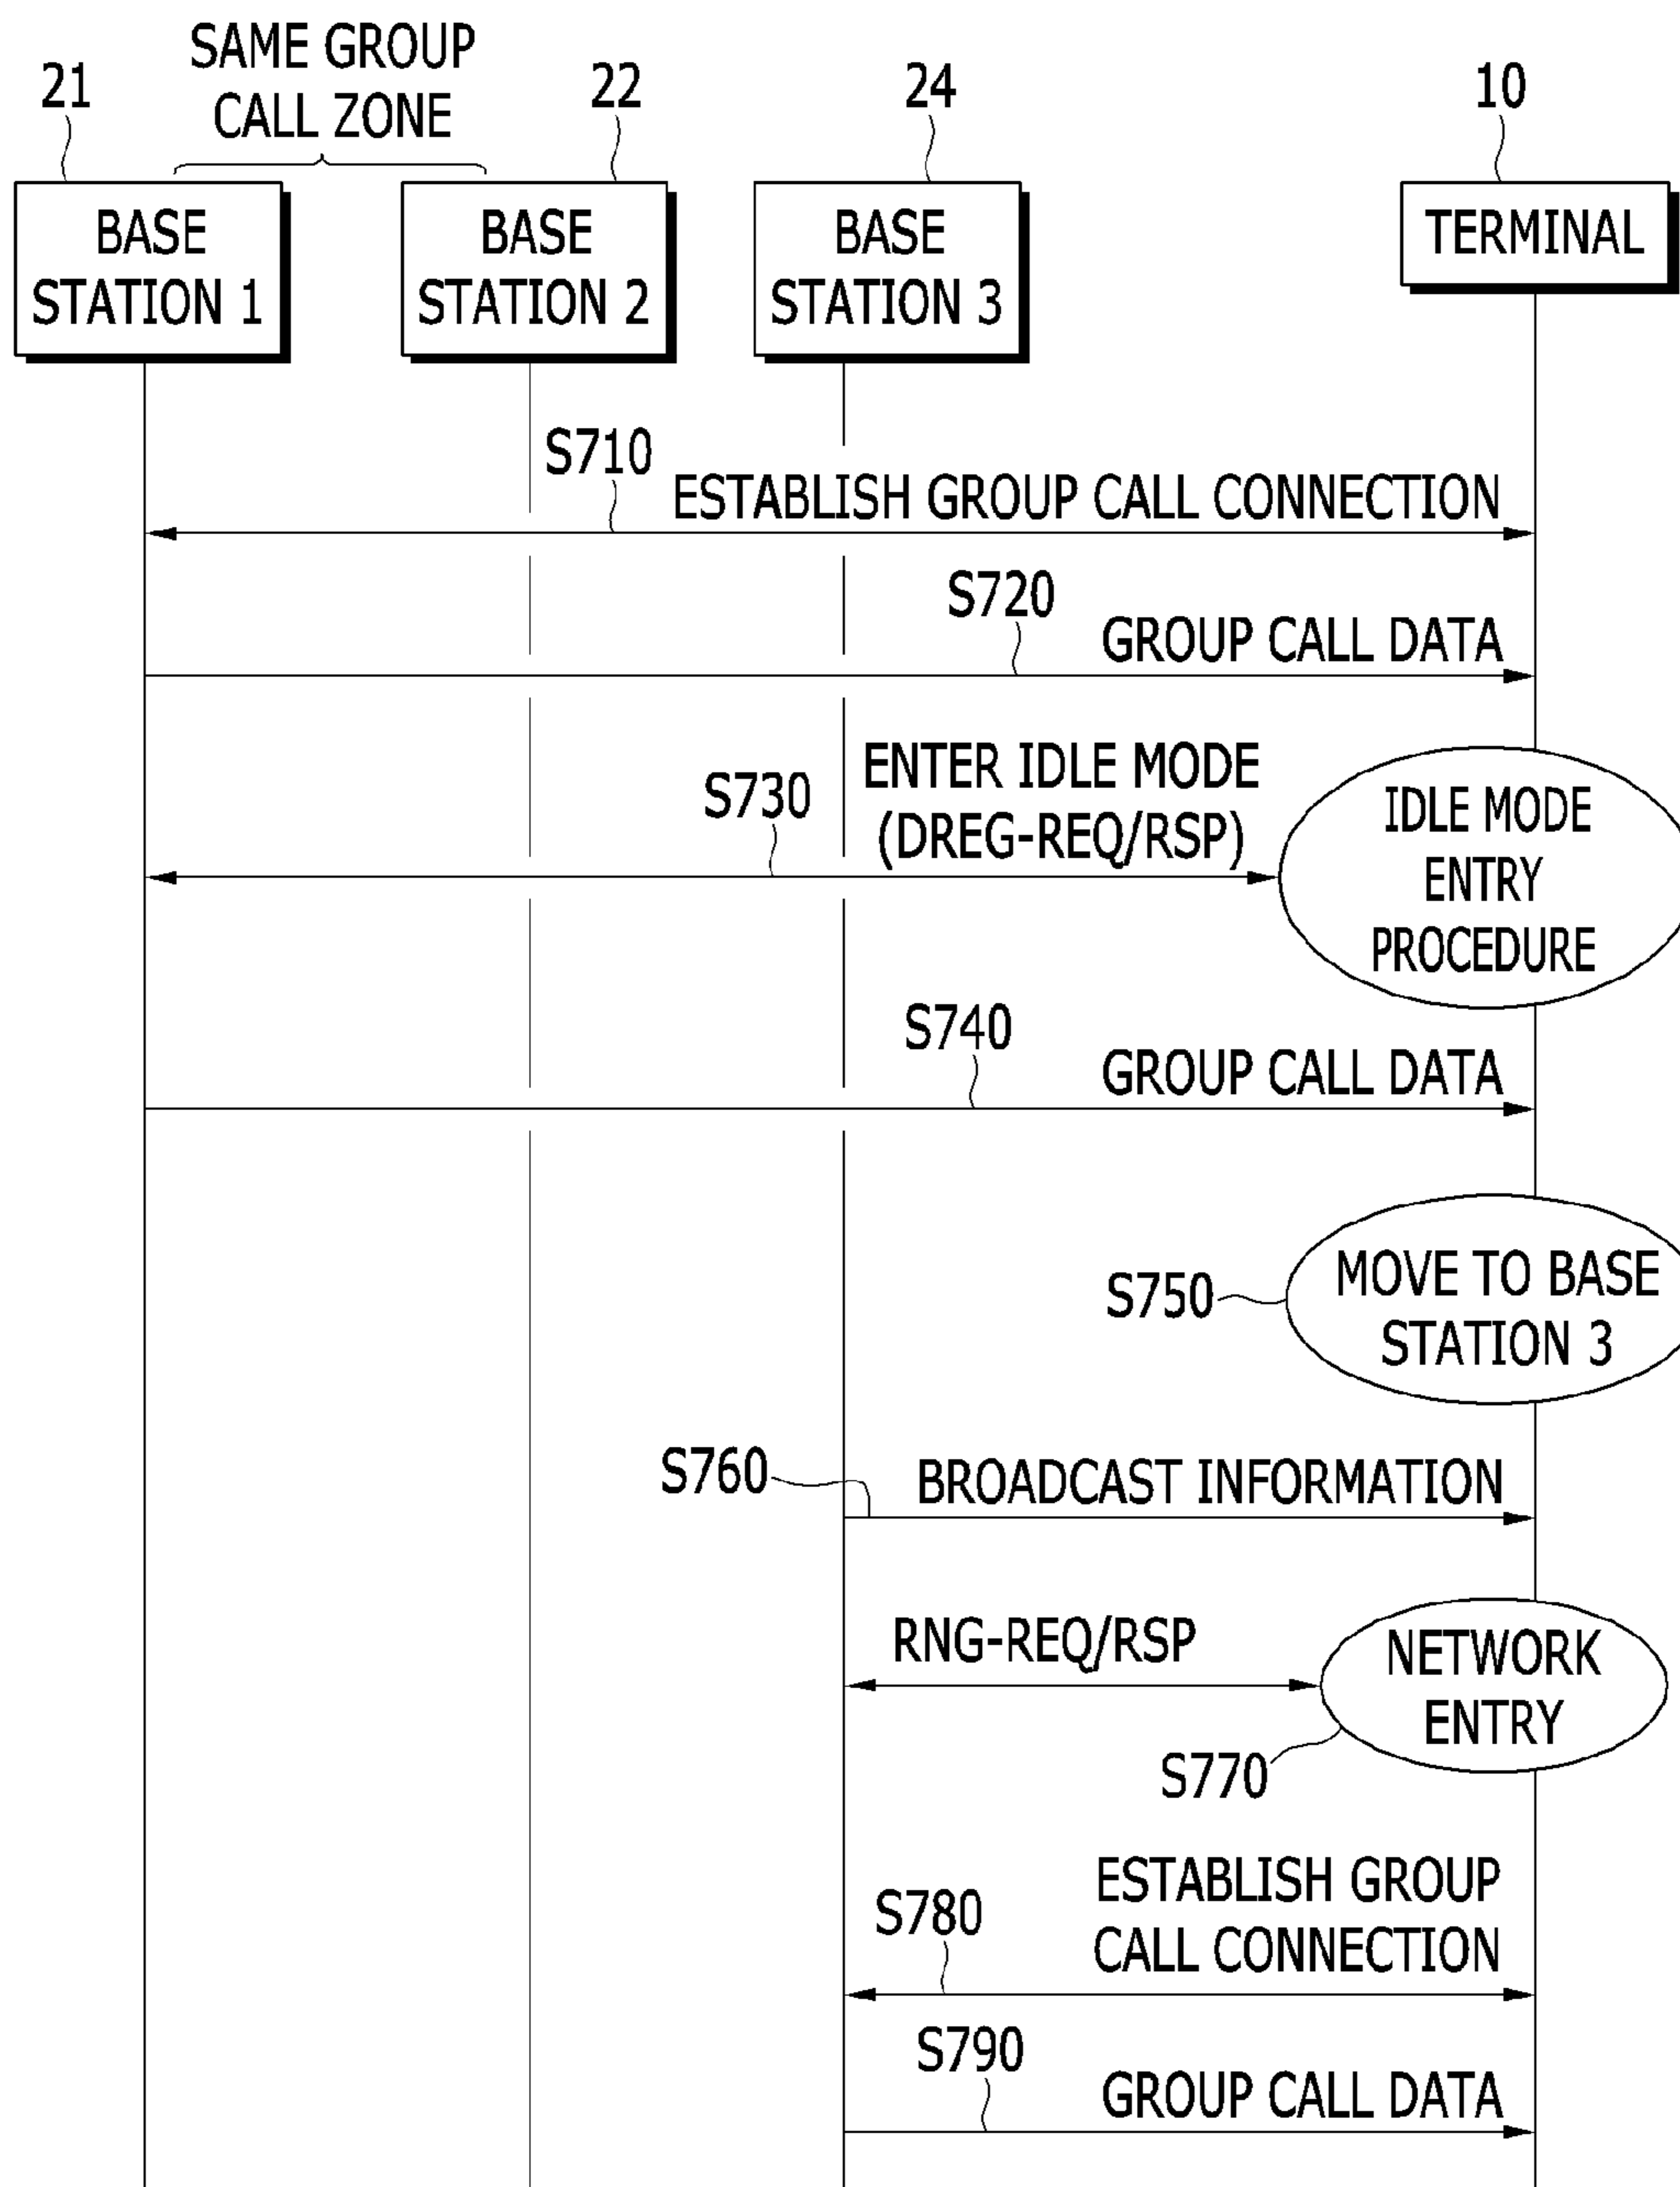 SAME GROUP
CALL ZONE
21
22
24
10
BASE
STATION 1
BASE
STATION 2
BASE
STATION 3
TERMINAL
S710
ESTABLISH GROUP CALL CONNECTION
S720
GROUP CALL DATA
S730
ENTER IDLE MODE
(DREG-REQ/RSP)
IDLE MODE
ENTRY
PROCEDURE
S740
GROUP CALL DATA
S750
MOVE TO BASE
STATION 3
S760
BROADCAST INFORMATION
RNG-REQ/RSP
NETWORK
ENTRY
S770
ESTABLISH GROUP
CALL CONNECTION
S780
S790
GROUP CALL DATA